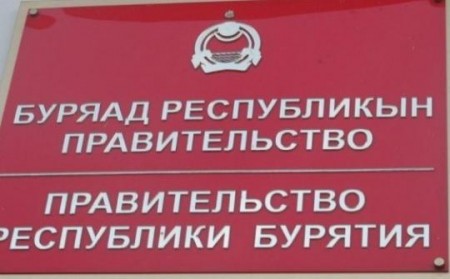 БУРЯАД РЕСПУБЛИКЫН
ПРАВИТЕЛЬСТВО
ПРАВИТЕЛЬСТВО
РЕСПУБЛИКИ БУРЯТИЯ